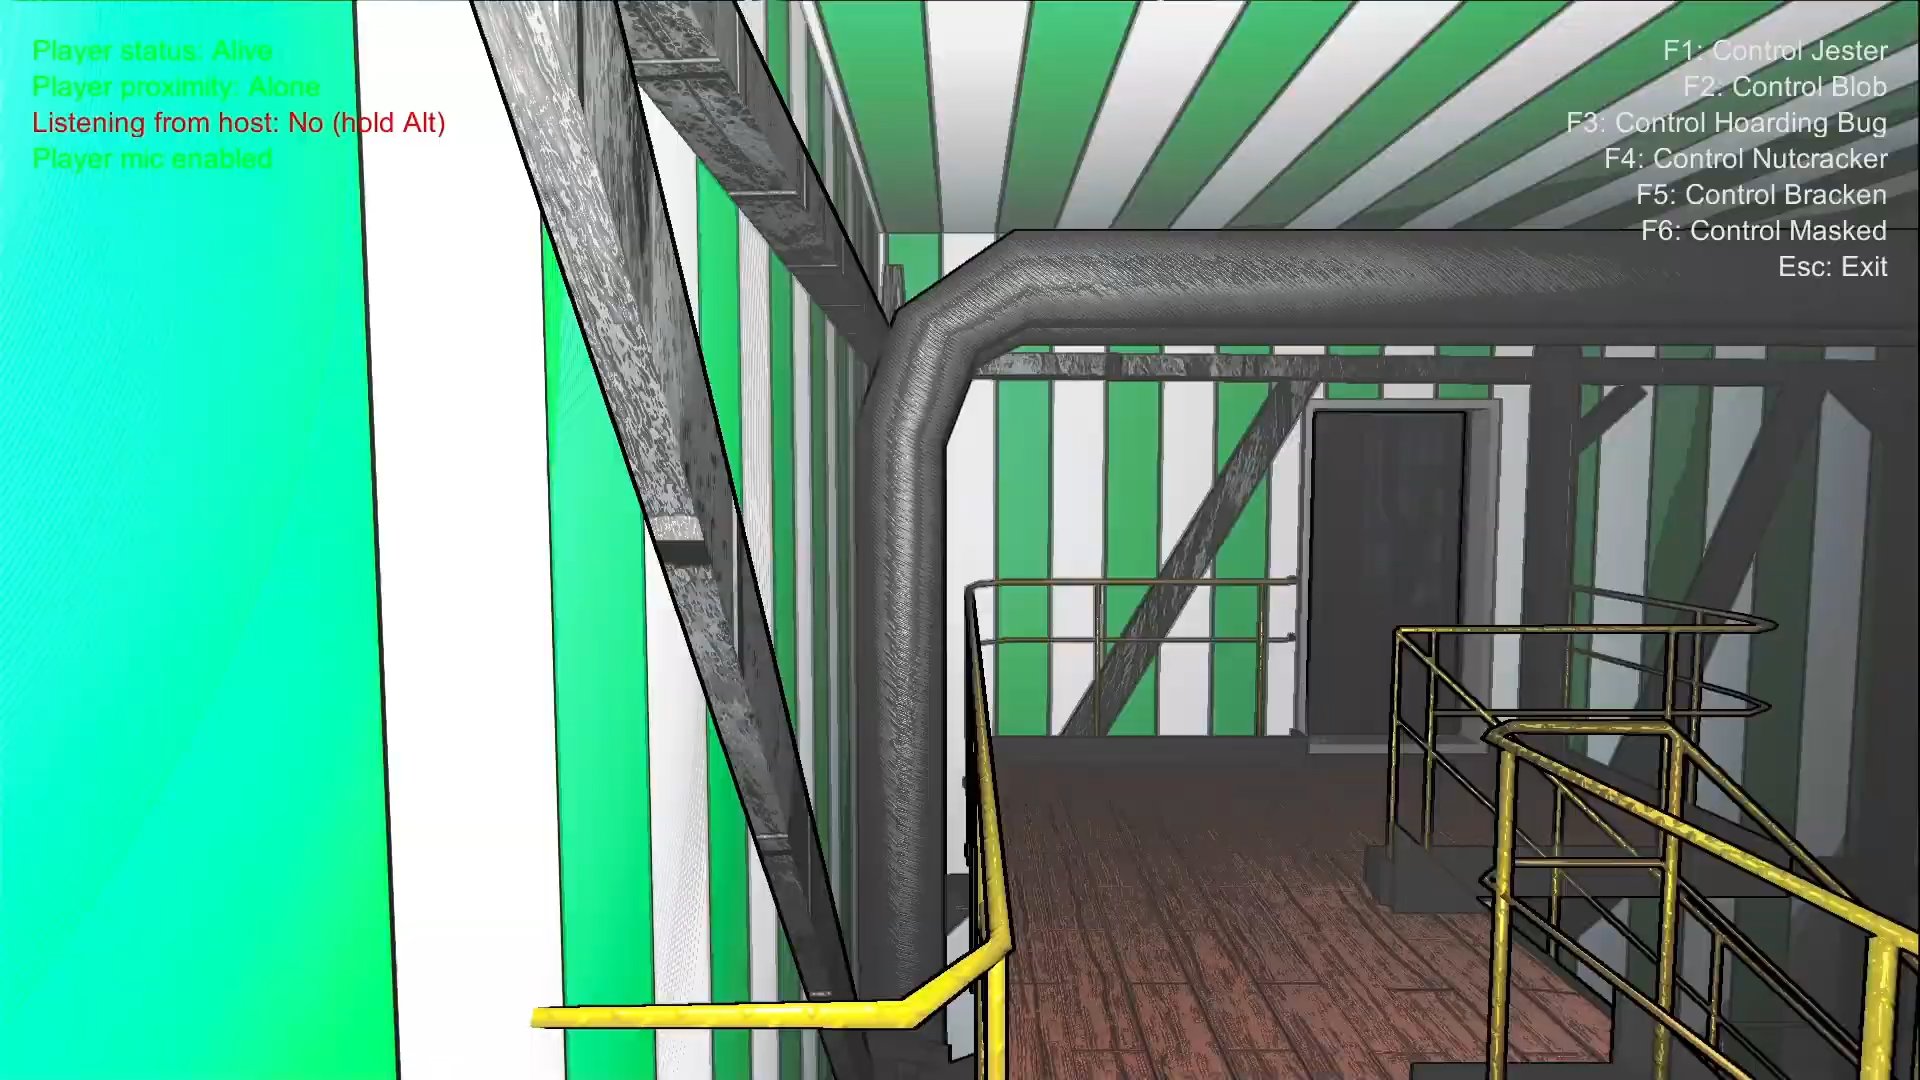 Player status: Alive
Player proximity: Alone
Listening from host: No (hold Alt)
Player mic enabled
F1: Control Jester
F2: Control Blob
F3: Control Hoarding Bug
F4: Control Nutcracker
F5: Control Bracken
F6: Control Masked
Esc: Exit